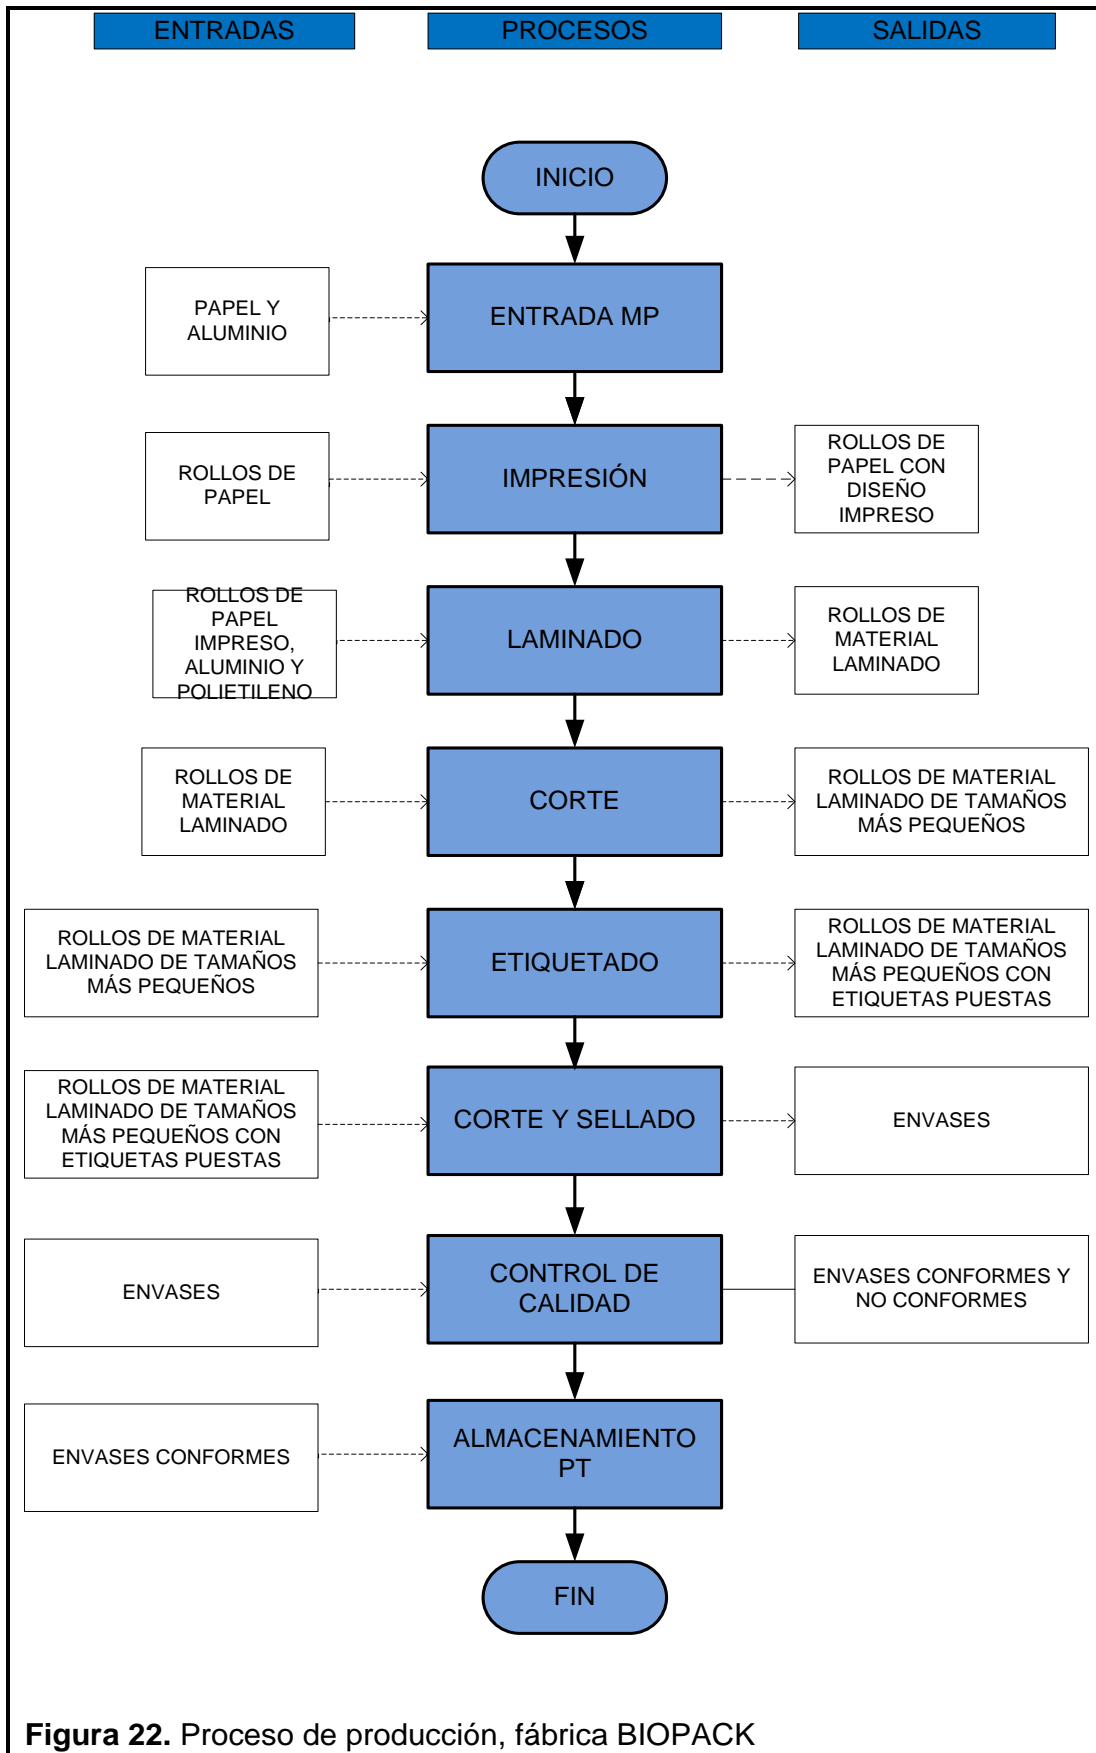 ENTRADAS
PROCESOS
SALIDAS
INICIO
PAPEL Y
ALUMINIO
ENTRADA MP
ROLLOS DE
PAPEL
IMPRESIÓN
ROLLOS DE
PAPEL CON
DISEÑO
IMPRESO
ROLLOS DE
PAPEL
IMPRESO,
ALUMINIO Y
POLIETILENO
LAMINADO
ROLLOS DE
MATERIAL
LAMINADO
ROLLOS DE
MATERIAL
LAMINADO
CORTE
ROLLOS DE MATERIAL
LAMINADO DE TAMAÑOS
MÁS PEQUEÑOS
ROLLOS DE MATERIAL
LAMINADO DE TAMAÑOS
MÁS PEQUEÑOS
ETIQUETADO
ROLLOS DE MATERIAL
LAMINADO DE TAMAÑOS
MÁS PEQUEÑOS CON
ETIQUETAS PUESTAS
ROLLOS DE MATERIAL
LAMINADO DE TAMAÑOS
MÁS PEQUEÑOS CON
ETIQUETAS PUESTAS
CORTE Y SELLADO
ENVASES
ENVASES
CONTROL DE
CALIDAD
ENVASES CONFORMES Y
NO CONFORMES
ENVASES CONFORMES
ALMACENAMIENTO
PT
FIN
Figura 22. Proceso de producción, fábrica BIOPACK